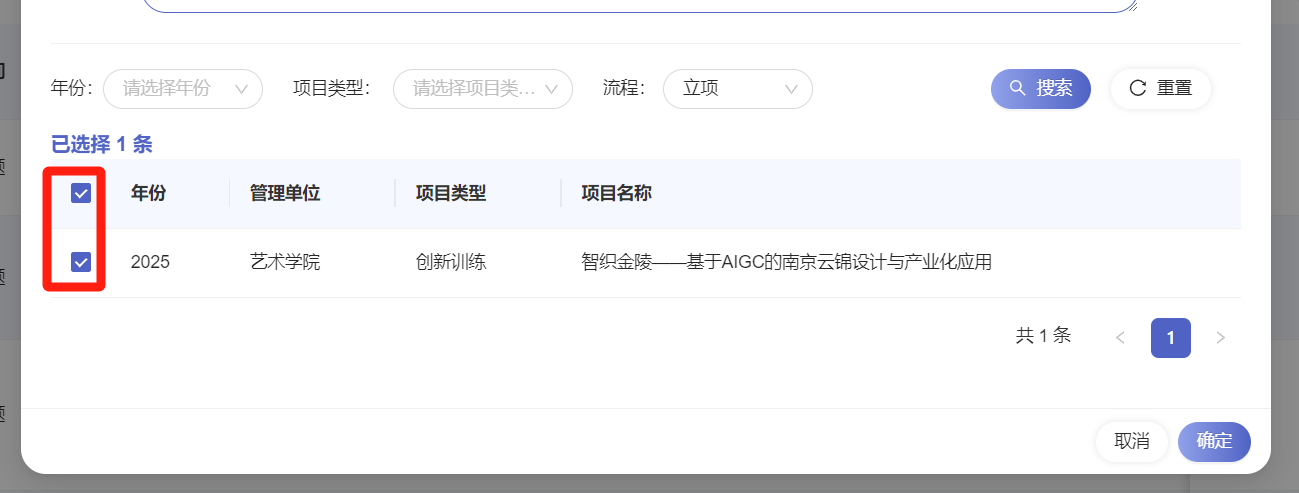 年份： 请选择年份 项目类型： 请选择项目类... 流程： 立项 搜索 重置
已选择 1 条
年份 管理单位 项目类型 项目名称
2025 艺术学院 创新训练 智织金陵——基于AIGC的南京云锦设计与产业化应用
共 1 条 < 1 >
取消 确定